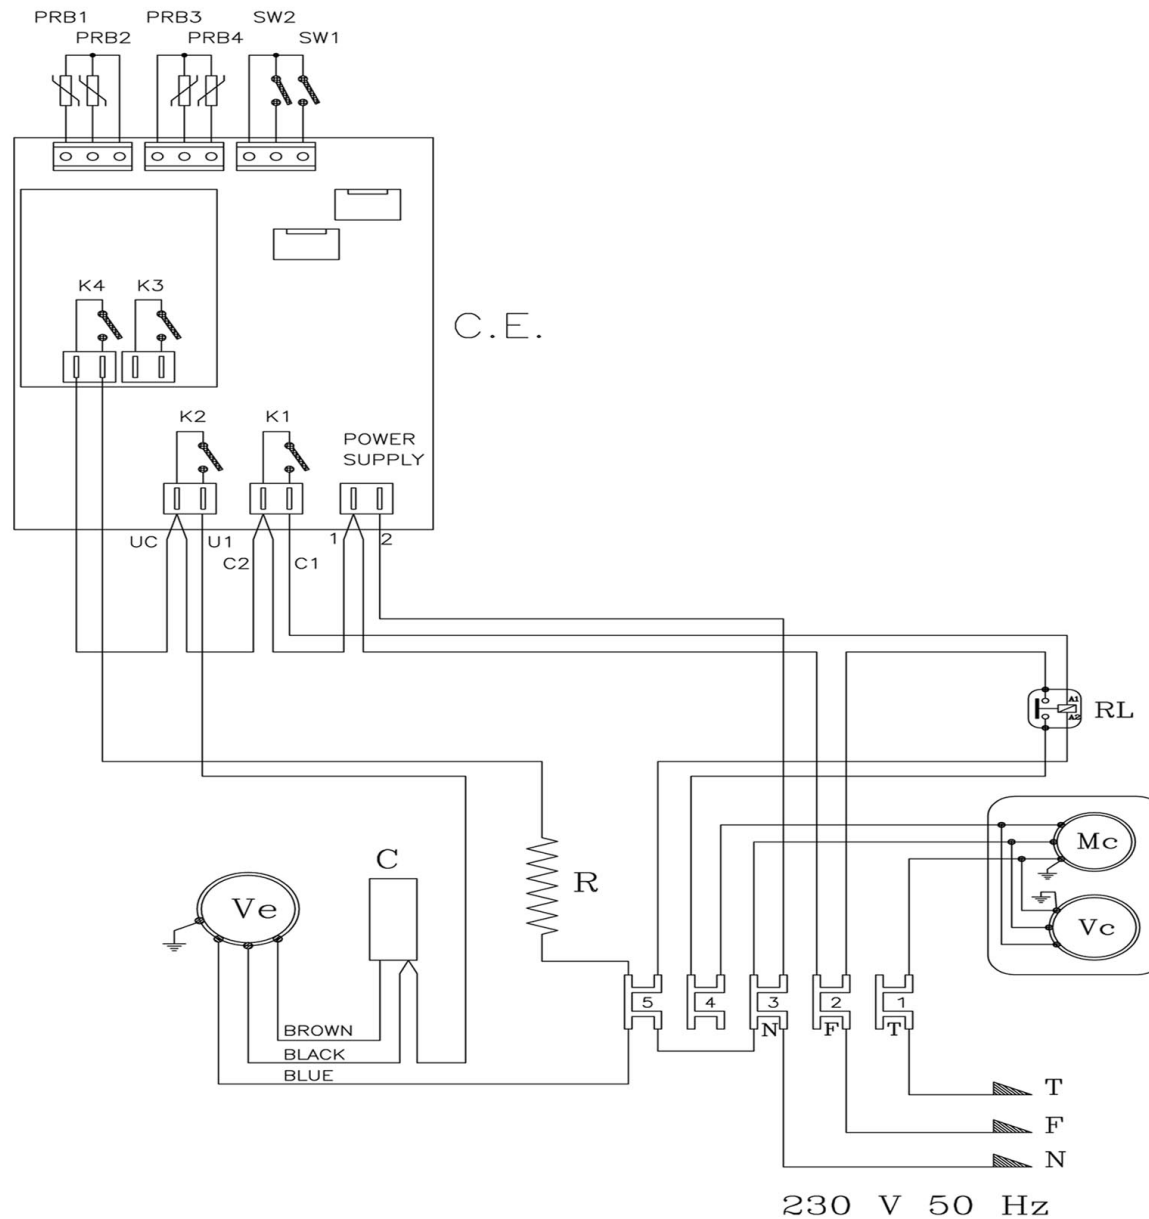 PRB1 PRB3 SW2
PRB2 PRB4 SW1
K4 K3
C.E.
K2 K1
POWER
SUPPLY
UC U1 1 2
C2 C1
A1
RL
A2
Mc
C
R
Ve
Vc
5 4 3 2 1
BROWN N F T
BLACK
BLUE
T
F
N
230 V 50 Hz